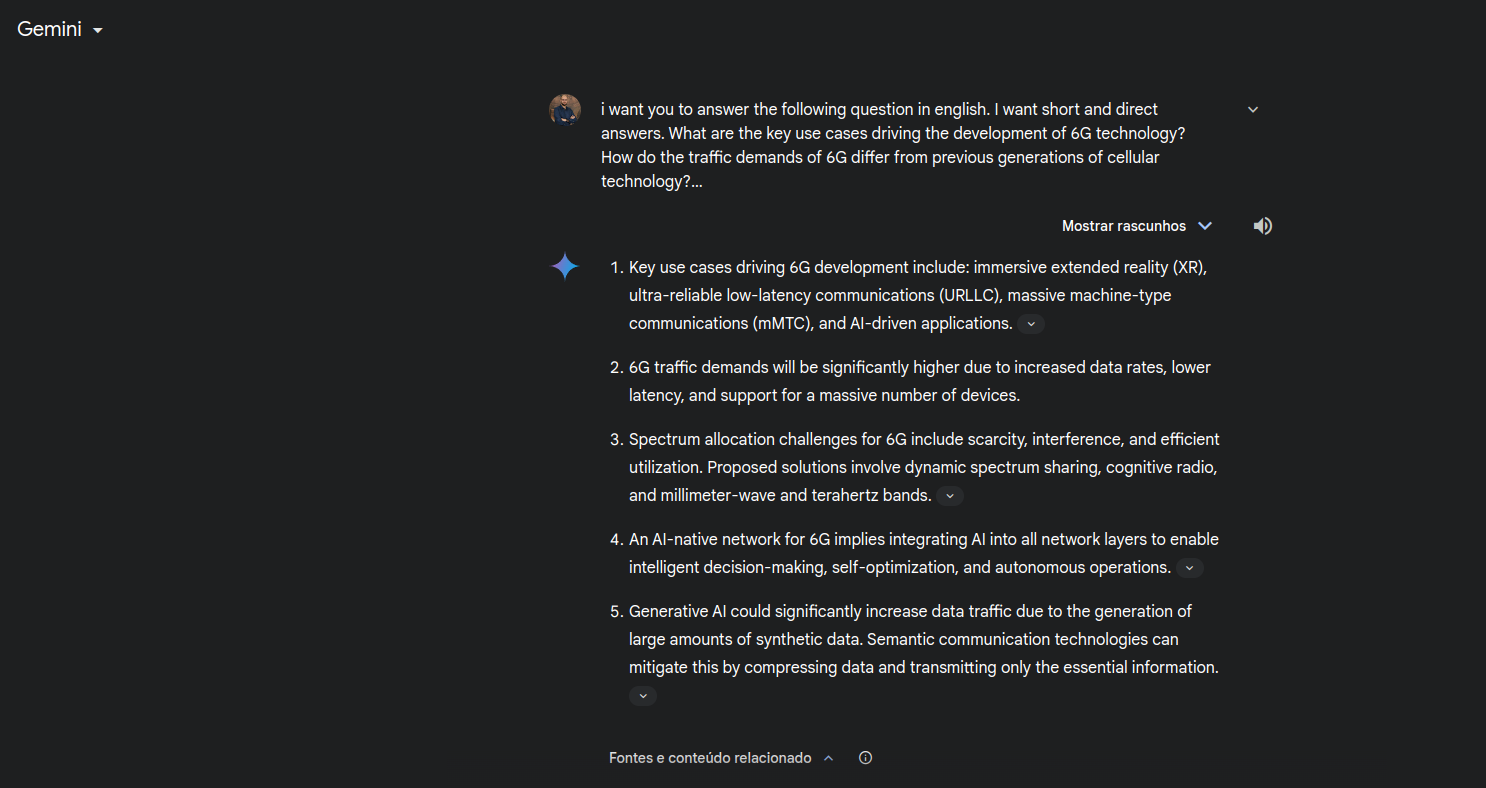 Gemini
i want you to answer the following question in english. I want short and direct
answers. What are the key use cases driving the development of 6G technology?
How do the traffic demands of 6G differ from previous generations of cellular
technology?...
Mostrar rascunhos
1. Key use cases driving 6G development include: immersive extended reality (XR),
ultra-reliable low-latency communications (URLLC), massive machine-type
communications (mMTC), and AI-driven applications.
2. 6G traffic demands will be significantly higher due to increased data rates, lower
latency, and support for a massive number of devices.
3. Spectrum allocation challenges for 6G include scarcity, interference, and efficient
utilization. Proposed solutions involve dynamic spectrum sharing, cognitive radio,
and millimeter-wave and terahertz bands.
4. An AI-native network for 6G implies integrating AI into all network layers to enable
intelligent decision-making, self-optimization, and autonomous operations.
5. Generative AI could significantly increase data traffic due to the generation of
large amounts of synthetic data. Semantic communication technologies can
mitigate this by compressing data and transmitting only the essential information.
Fontes e conteúdo relacionado